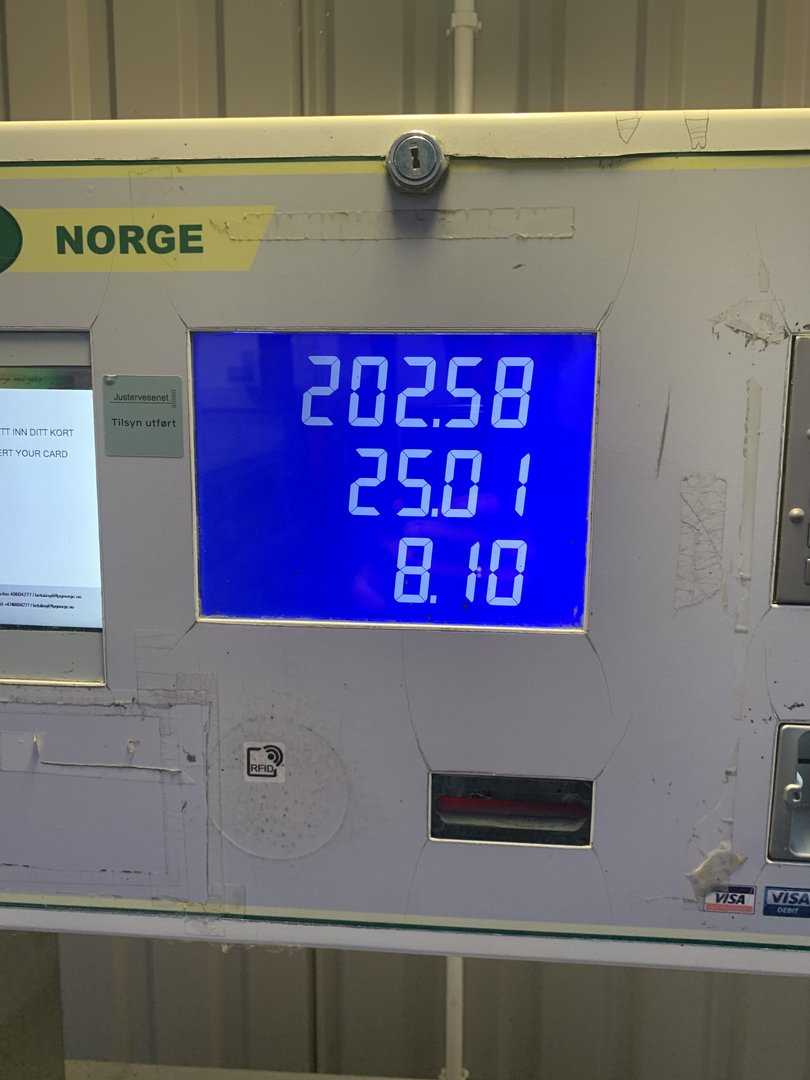 NORGE
Justervesenet
Tilsyn utført
TT INN DITT KORT
ERT YOUR CARD
202.58
25.01
8.10
RFID
VISA
VISA
DEBIT